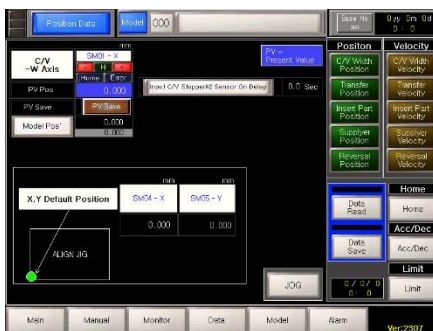 Position Data
Model 000
0 yy 0m 0d
0 : 0
C/V
-W Axis
mm
SM01 - X
- H +
Home Error
PV Pos
0.000
PV Save
PV Save
Model Pos'
0.000
0.000
PV =
Present Value
Input C/V Stopper#2 Sensor On Delay
0.0 Sec
Positon
Velocity
C/V Width
Position
C/V Width
Velocity
Transfer
Position
Transfer
Velocity
Insert Part
Position
Insert Part
Velocity
Supplyer
Position
Supplyer
Velocity
Reversal
Position
Reversal
Velocity
X,Y Default Position
mm
mm
SM04 - X
SM05 - Y
0.000
0.000
ALIGN JIG
JOG
Data
Read
Data
Save
0 / 0 / 0
0 : 0
Home
Home
Acc/Dec
Acc/Dec
Limit
Limit
Main
Manual
Monitor
Data
Model
Alarm
Ver:2307